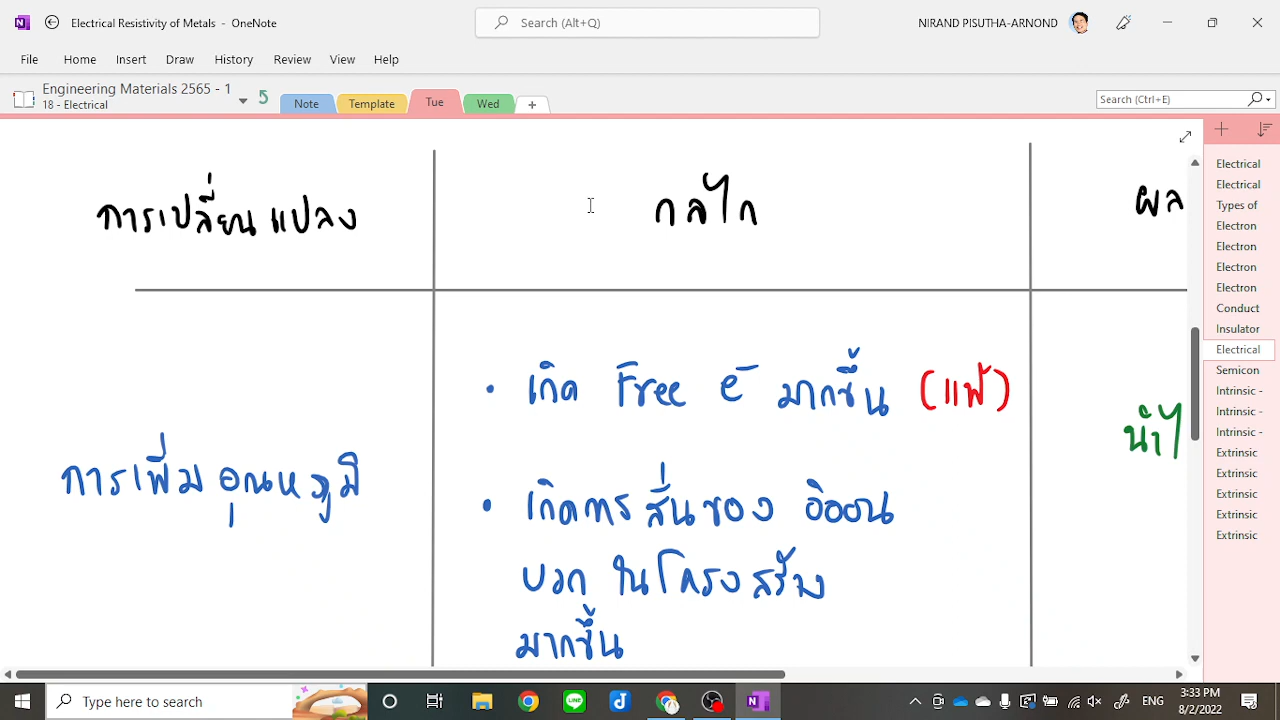 Electrical Resistivity of Metals - OneNote
Search (Alt+Q)
NIRAND PISUTHA-ARNOND
File Home Insert Draw History Review View Help
Engineering Materials 2565 - 1
18 - Electrical
Note Template Tue Wed +
Search (Ctrl+E)
การเปลี่ยนแปลง กลไก ผล
• เกิด Free e⁻ มากขึ้น (แพ้)
นำไ
การเพิ่มอุณหภูมิ
• เกิดการสั่นของ อิออน
บวก ในโครงสร้าง
มากขึ้น
Electrical
Electrical
Types of
Electron
Electron
Electron
Electron
Conduct
Insulator
Electrical
Semicon
Intrinsic -
Intrinsic -
Intrinsic -
Extrinsic
Extrinsic
Extrinsic
Extrinsic
Extrinsic
Type here to search
ENG
3:33 PM
8/2/2022